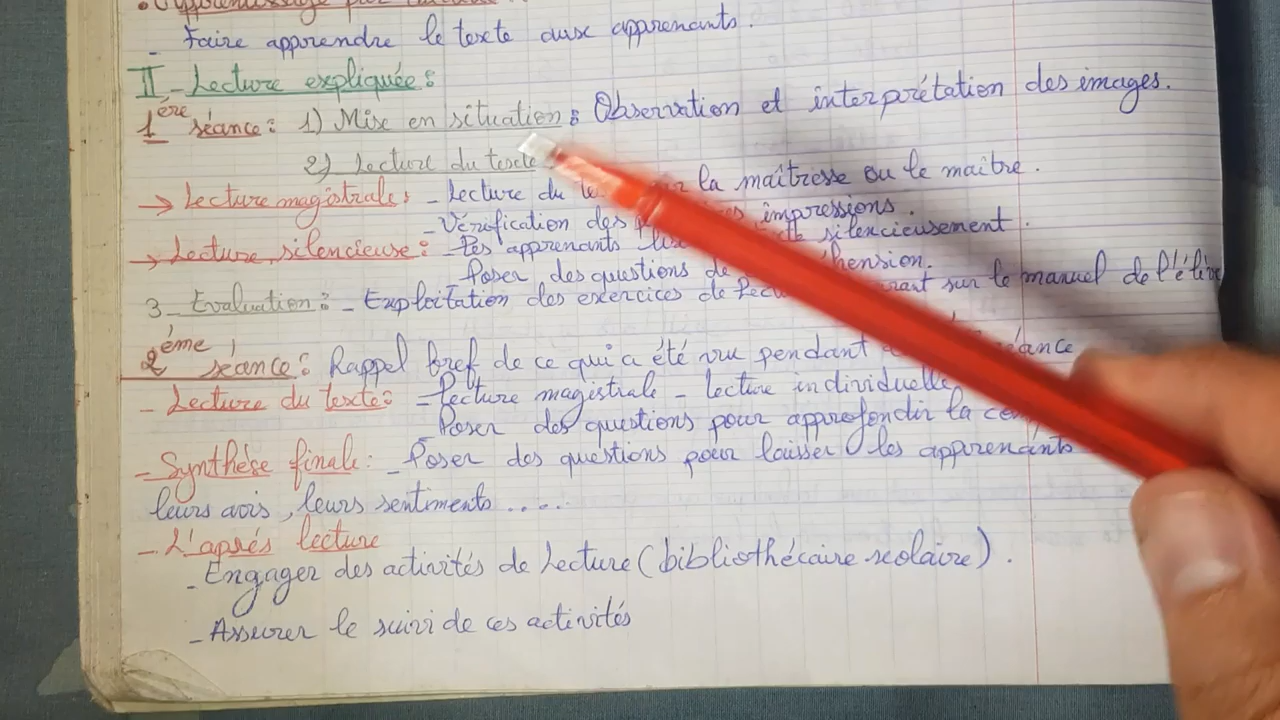 - Faire apprendre le texte aux apprenants.
II - Lecture expliquée :
1ère séance : 1) Mise en situation : Observation et interprétation des images.
2) Lecture du texte
→ Lecture magistrale : - Lecture du la maîtresse ou le maître.
- Vérification des impressions.
→ Lecture silencieuse : - Les apprenants silencieusement.
- Poser des questions de
3 - Evaluation : - Exploitation des exercices de sur le manuel de l'élève
2ème séance : Rappel bref de ce qui a été vu pendant
- Lecture du texte : - Lecture magistrale - lecture individuelle
- Poser des questions pour approfondir la
- Synthèse finale : - Poser des questions pour laisser les apprenants
leurs avis, leurs sentiments .....
- L'aprés lecture
- Engager des activités de lecture (bibliothécaire scolaire).
- Assurer le suivi de ces activités